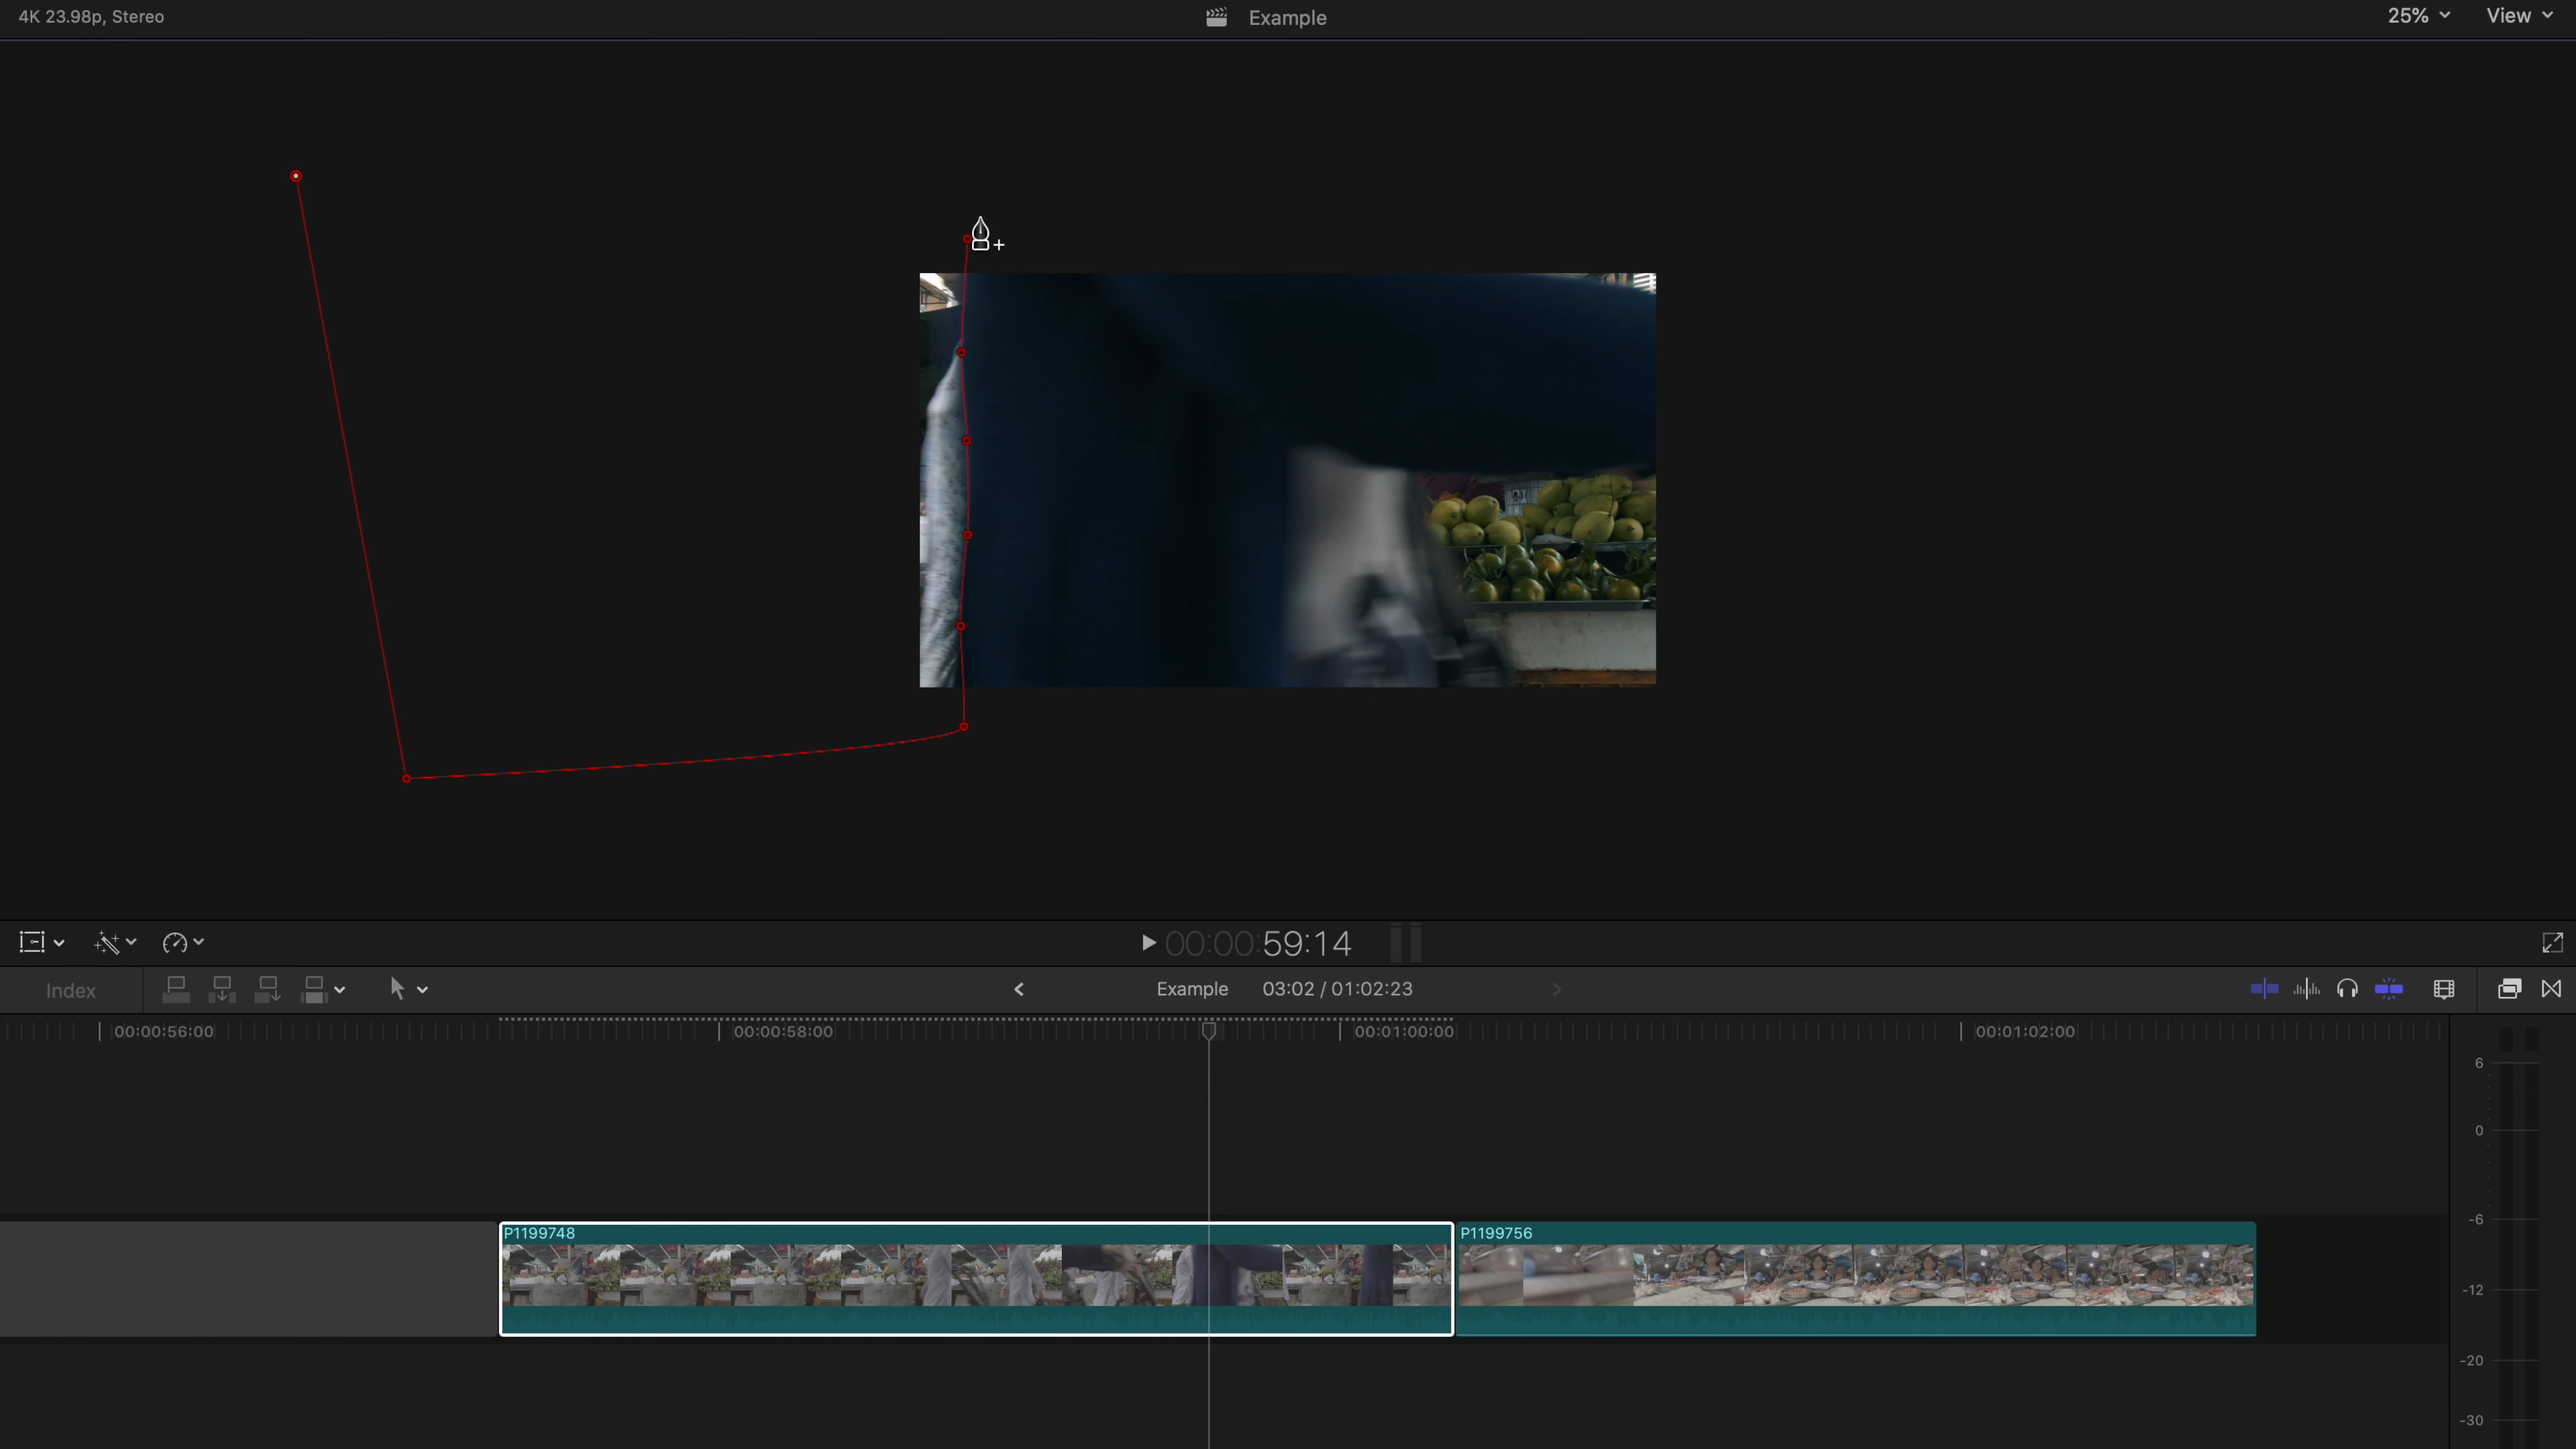 4K 23.98p, Stereo
Example
25%
View
00:00:59:14
Index
Example
03:02 / 01:02:23
00:00:56:00
00:00:58:00
00:01:00:00
00:01:02:00
6
0
-6
-12
-20
-30
P1199748
P1199756